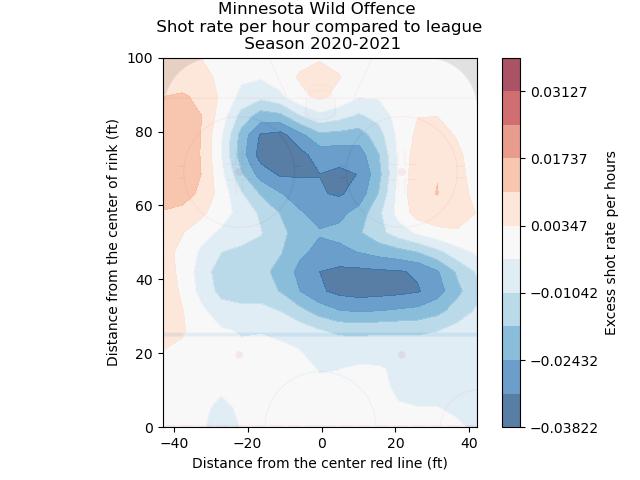 Minnesota Wild Offence
Shot rate per hour compared to league
Season 2020-2021
100
80
60
40
20
0
−40
−20
0
20
40
Distance from the center of rink (ft)
Distance from the center red line (ft)
0.03127
0.01737
0.00347
−0.01042
−0.02432
−0.03822
Excess shot rate per hours